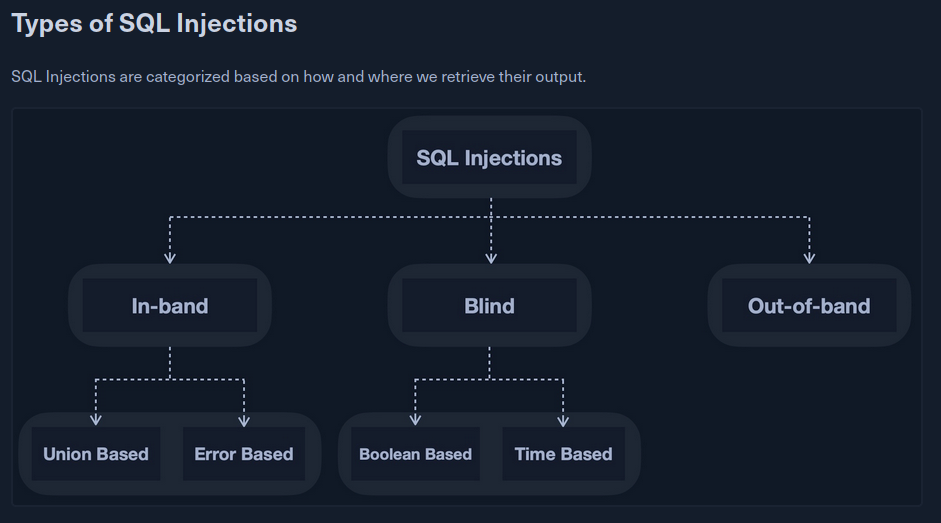 Types of SQL Injections
SQL Injections are categorized based on how and where we retrieve their output.
SQL Injections
In-band
Blind
Out-of-band
Union Based
Error Based
Boolean Based
Time Based